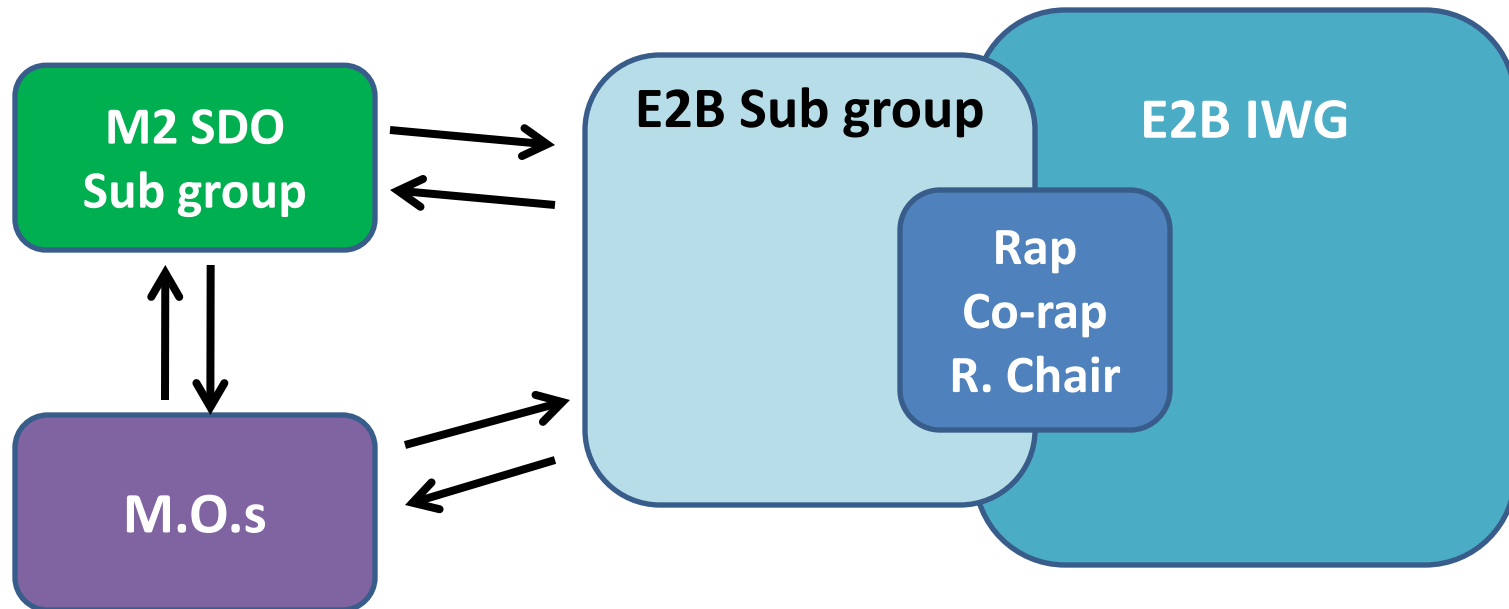 M2 SDO
Sub group
E2B Sub group
E2B IWG
Rap
Co-rap
R. Chair
M.O.s